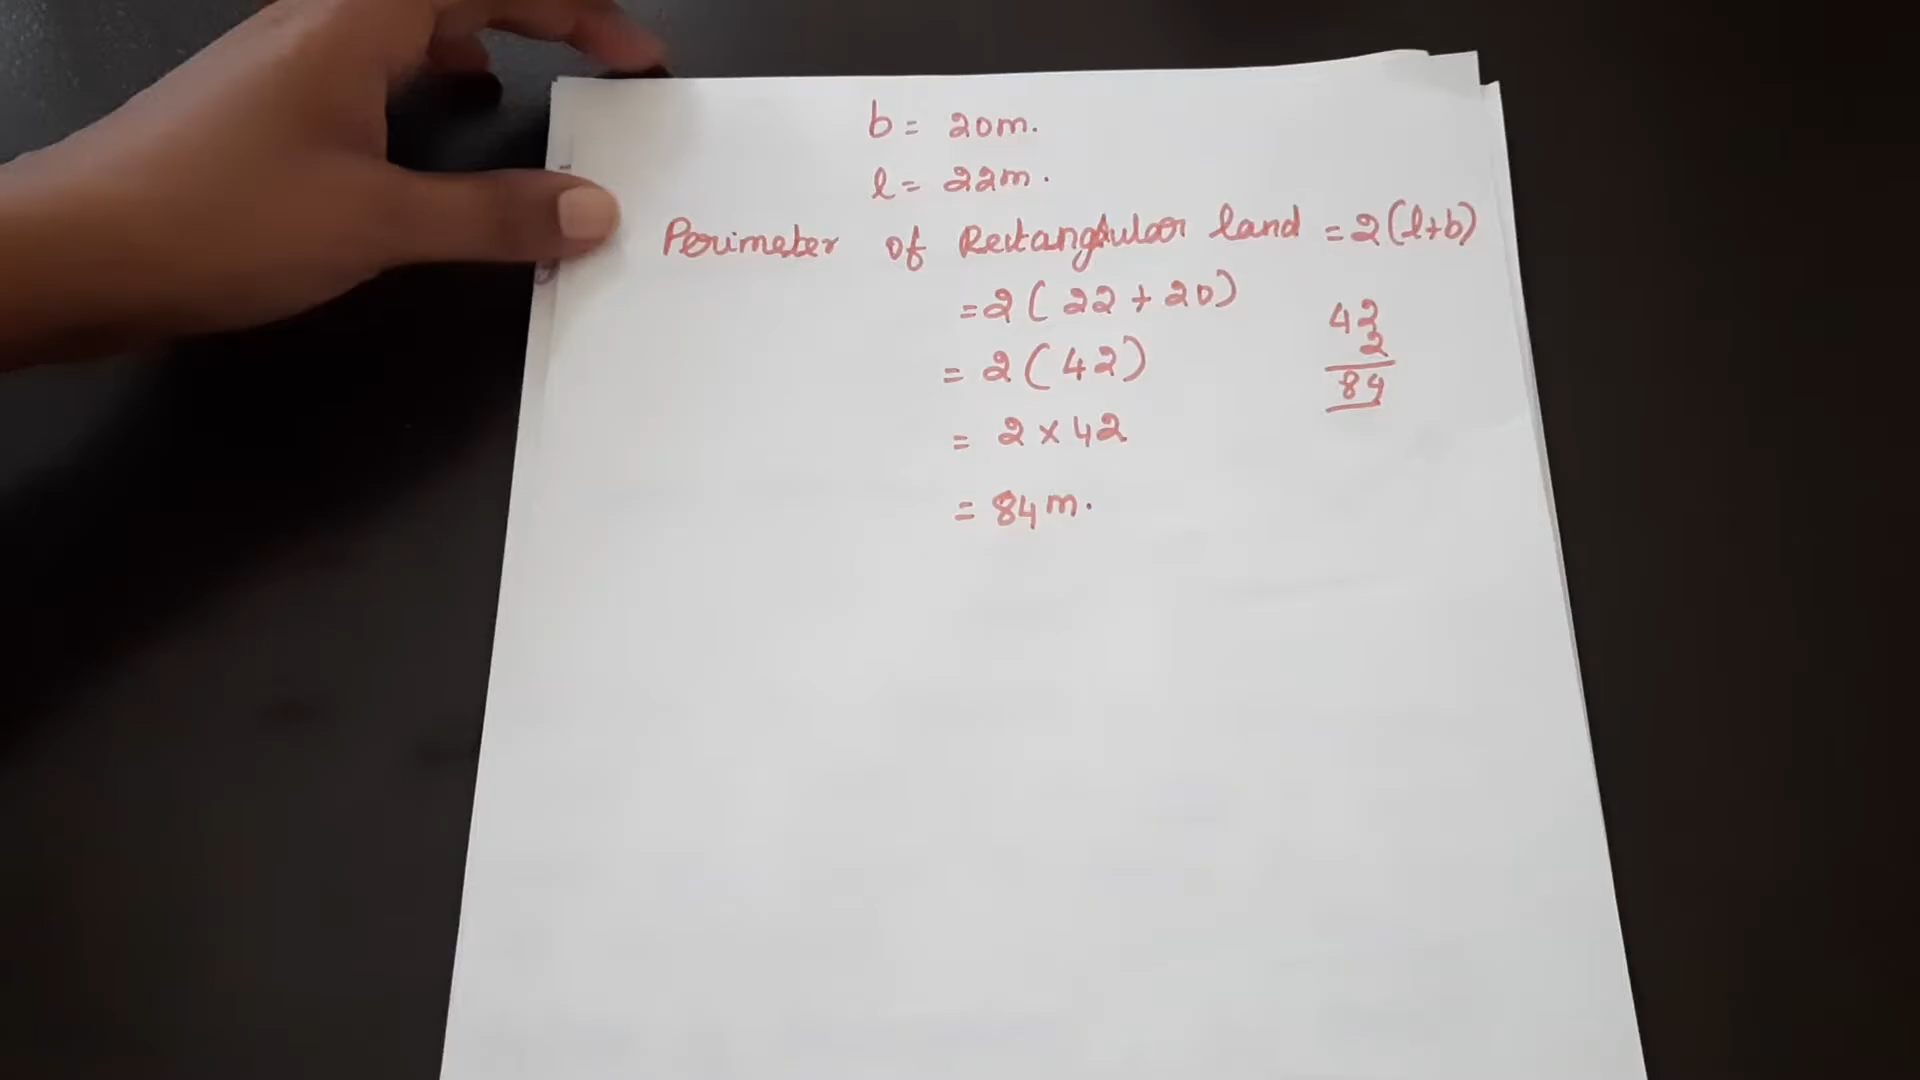 b = 20m.
l = 22m.
Perimeter of Rectangular land = 2(l+b)
= 2 ( 22 + 20 )
= 2 ( 42 )
= 2 × 42
= 84 m.
42
2
84